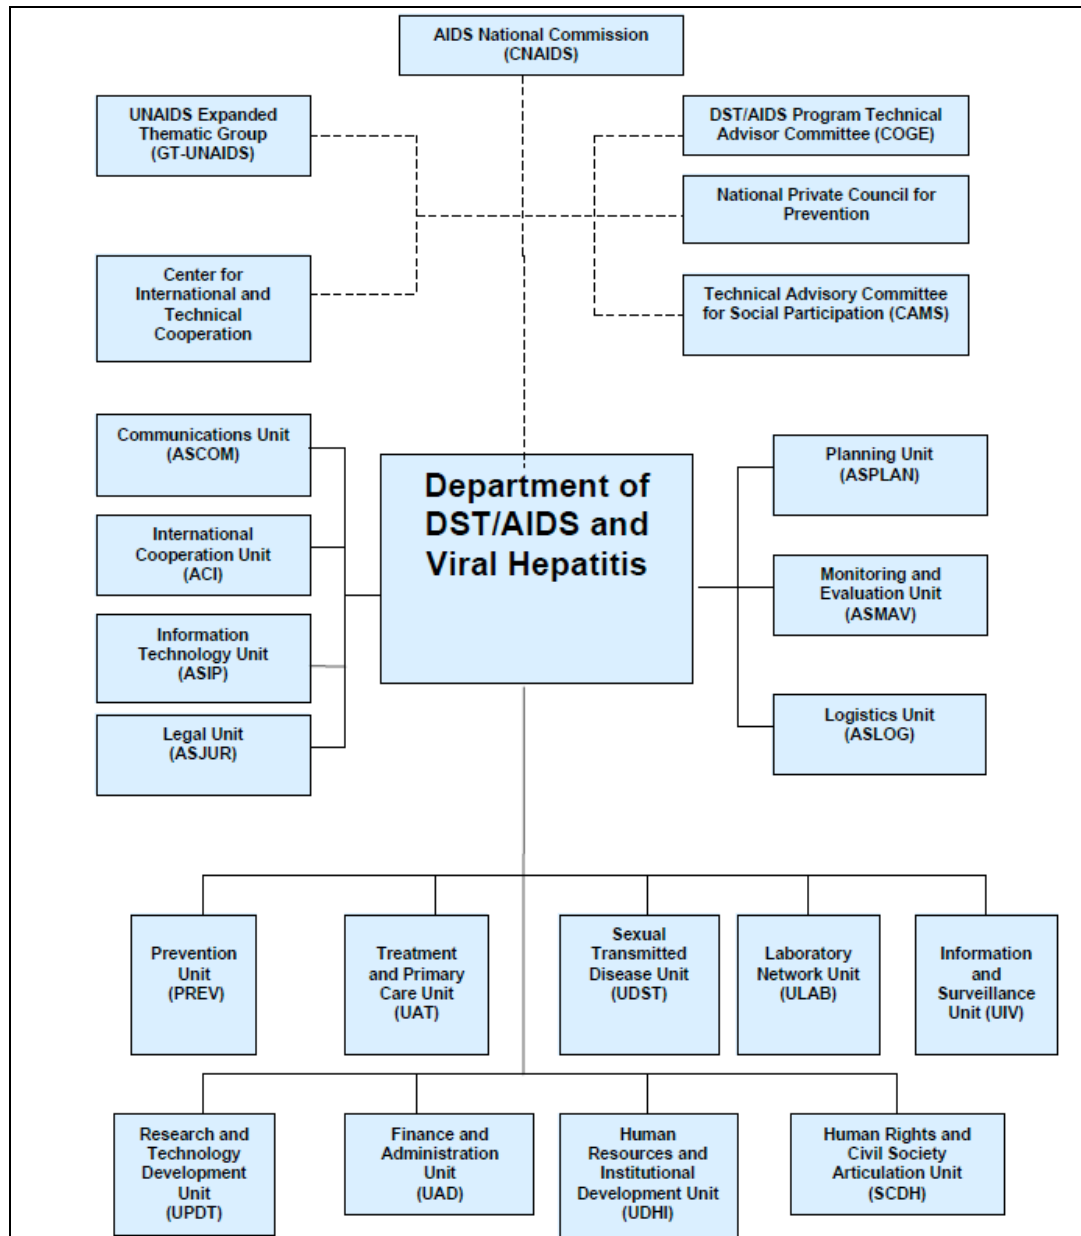 AIDS National Commission
(CNAIDS)
UNAIDS Expanded
Thematic Group
(GT-UNAIDS)
DST/AIDS Program Technical
Advisor Committee (COGE)
National Private Council for
Prevention
Center for
International and
Technical
Cooperation
Technical Advisory Committee
for Social Participation (CAMS)
Communications Unit
(ASCOM)
International
Cooperation Unit
(ACI)
Information
Technology Unit
(ASIP)
Legal Unit
(ASJUR)
Department of
DST/AIDS and
Viral Hepatitis
Planning Unit
(ASPLAN)
Monitoring and
Evaluation Unit
(ASMAV)
Logistics Unit
(ASLOG)
Prevention
Unit
(PREV)
Treatment
and Primary
Care Unit
(UAT)
Sexual
Transmitted
Disease Unit
(UDST)
Laboratory
Network Unit
(ULAB)
Information
and
Surveillance
Unit (UIV)
Research and
Technology
Development
Unit
(UPDT)
Finance and
Administration
Unit
(UAD)
Human
Resources and
Institutional
Development Unit
(UDHI)
Human Rights and
Civil Society
Articulation Unit
(SCDH)